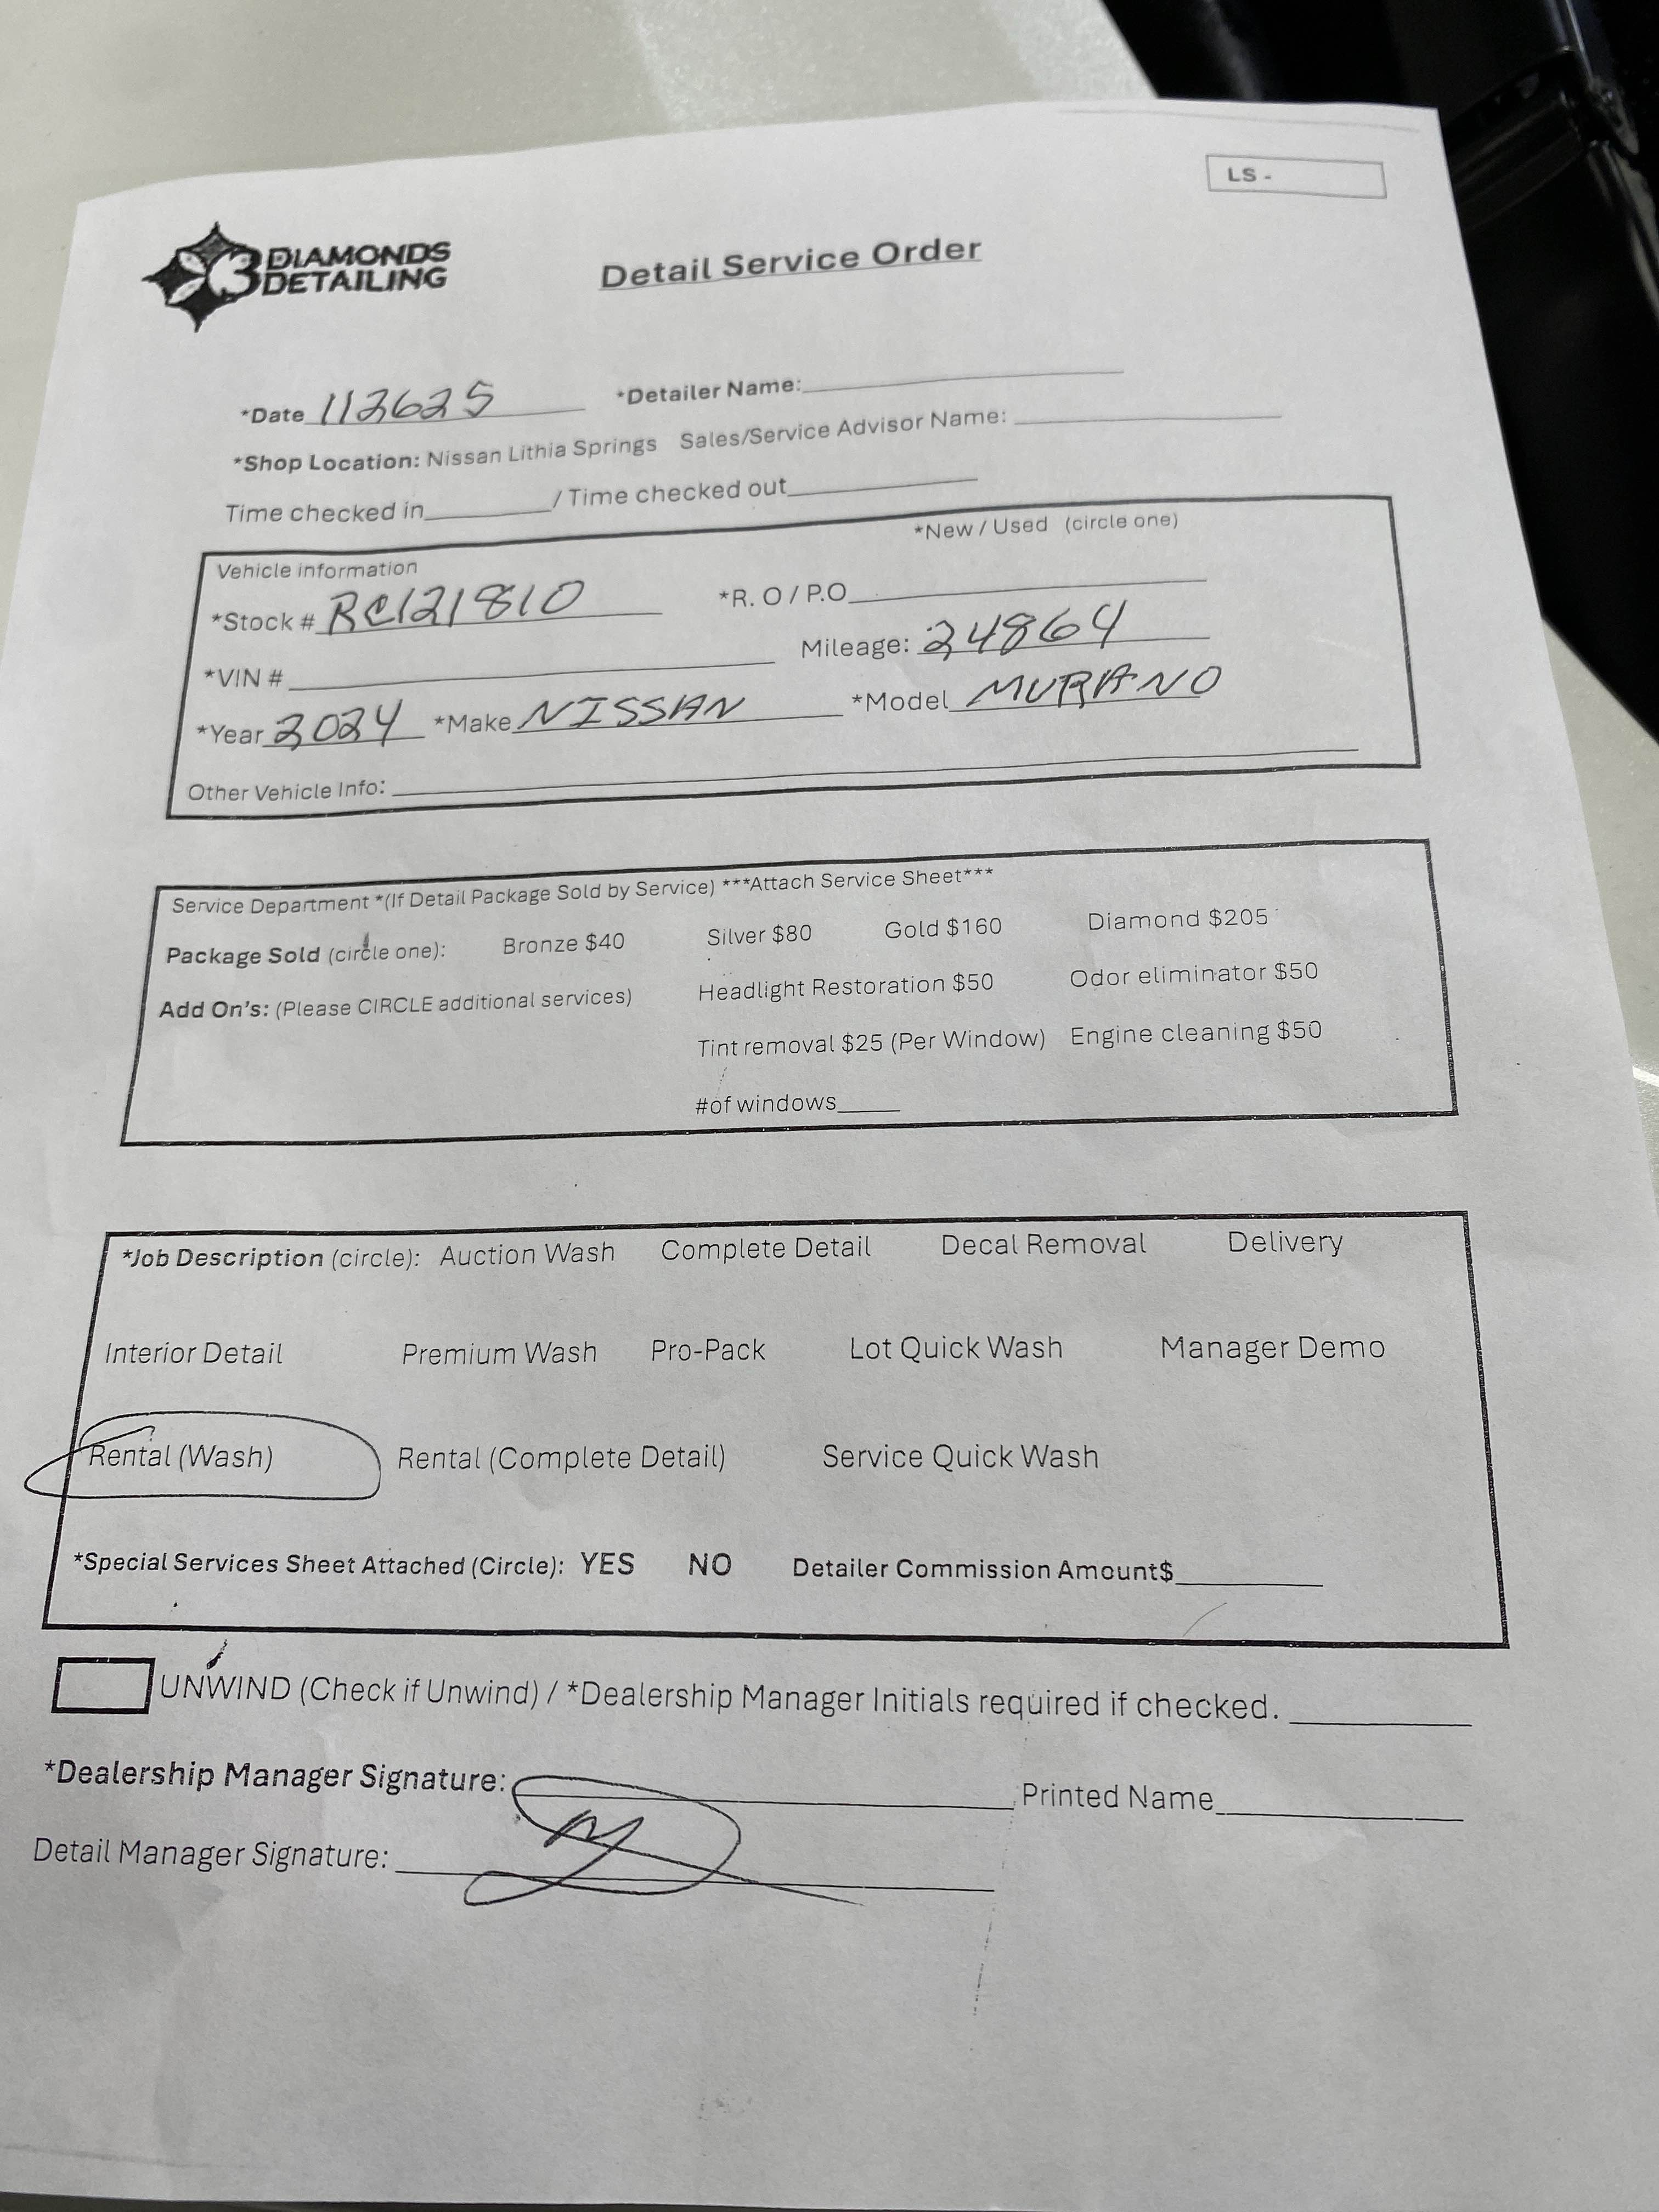 LS -
3 DIAMONDS
DETAILING
Detail Service Order
*Date 112625 *Detailer Name:
*Shop Location: Nissan Lithia Springs Sales/Service Advisor Name:
Time checked in / Time checked out
*New / Used (circle one)
Vehicle information
*Stock # RC121810 *R. O / P.O
*VIN # Mileage: 24864
*Year 2024 *Make NISSAN *Model MURANO
Other Vehicle Info:
Service Department *(If Detail Package Sold by Service) ***Attach Service Sheet***
Package Sold (circle one): Bronze $40 Silver $80 Gold $160 Diamond $205
Add On's: (Please CIRCLE additional services) Headlight Restoration $50 Odor eliminator $50
Tint removal $25 (Per Window) Engine cleaning $50
#of windows
*Job Description (circle): Auction Wash Complete Detail Decal Removal Delivery
Interior Detail Premium Wash Pro-Pack Lot Quick Wash Manager Demo
Rental (Wash) Rental (Complete Detail) Service Quick Wash
*Special Services Sheet Attached (Circle): YES NO Detailer Commission Amount$
UNWIND (Check if Unwind) / *Dealership Manager Initials required if checked.
*Dealership Manager Signature: Printed Name
Detail Manager Signature: